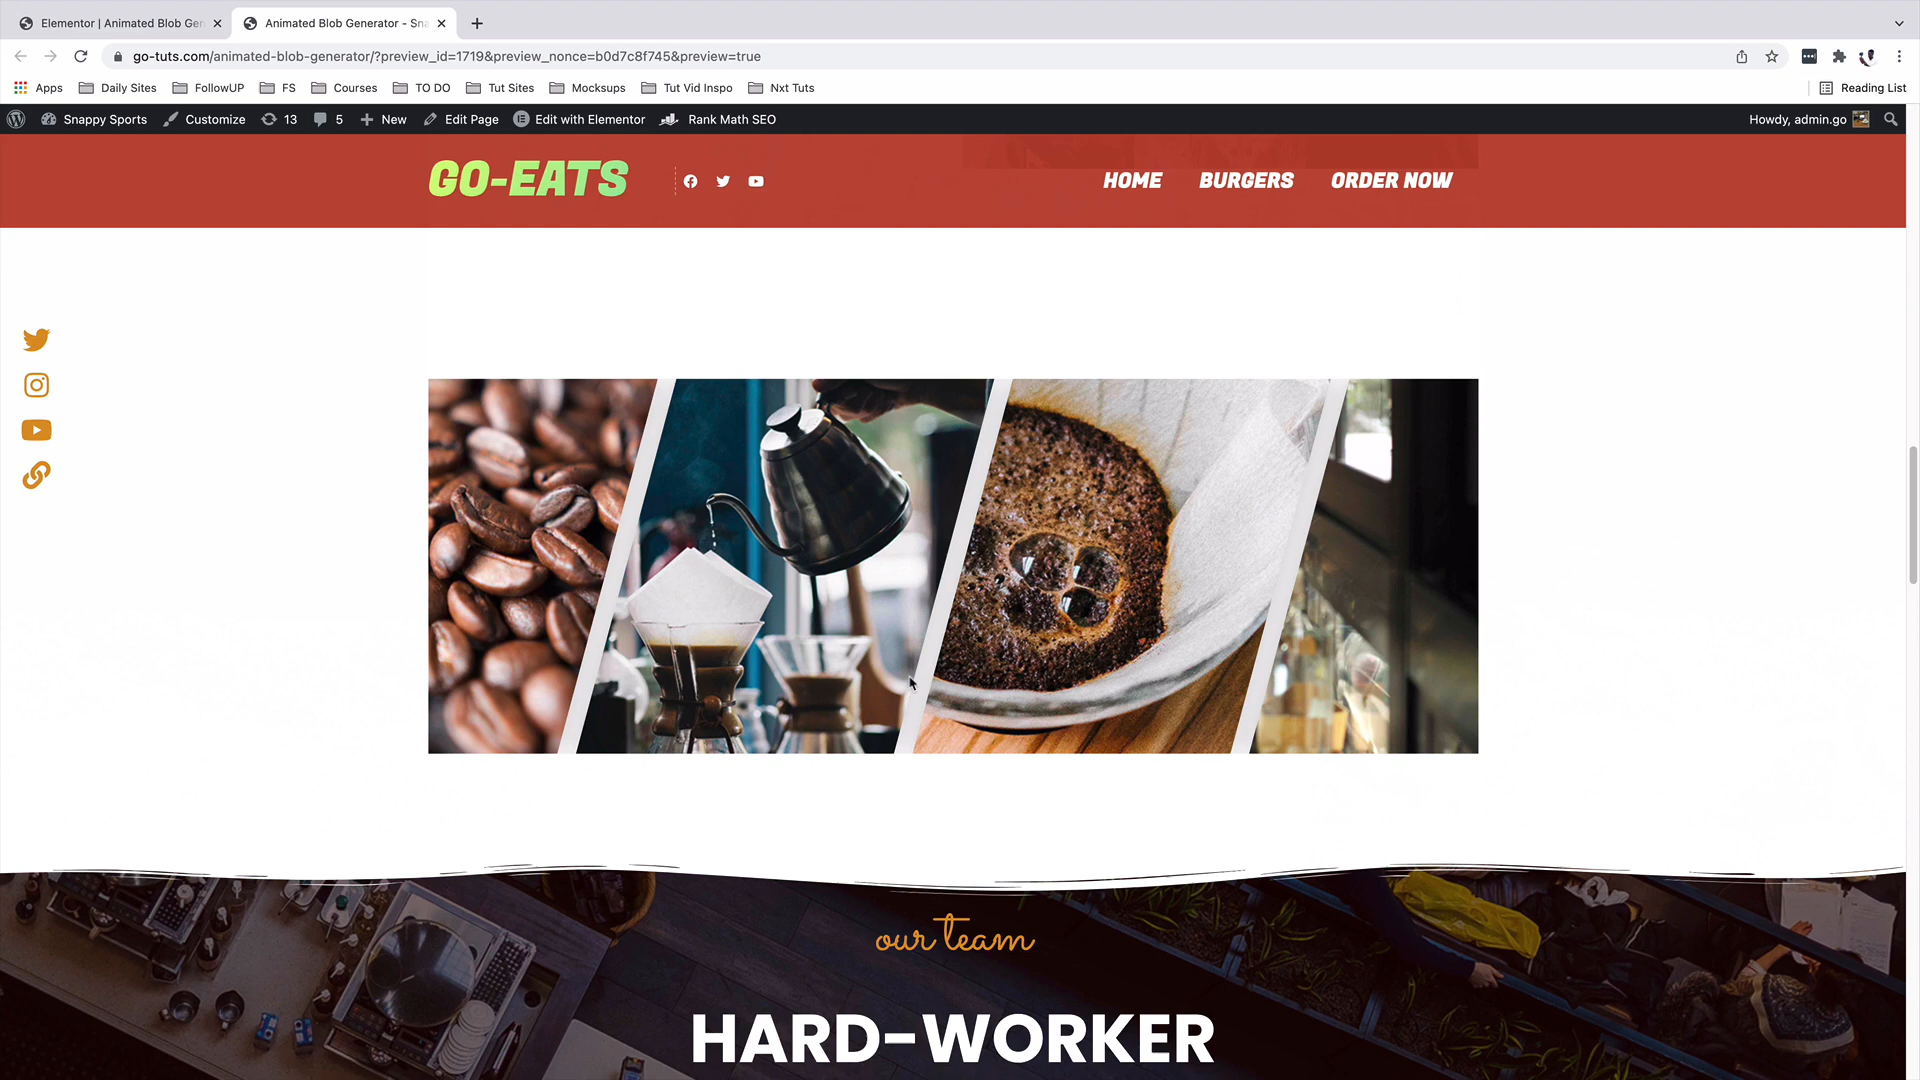 Elementor | Animated Blob Gen
Animated Blob Generator - Sna
go-tuts.com/animated-blob-generator/?preview_id=1719&preview_nonce=b0d7c8f745&preview=true
Apps Daily Sites FollowUP FS Courses TO DO Tut Sites Mocksups Tut Vid Inspo Nxt Tuts Reading List
Snappy Sports Customize 13 5 New Edit Page Edit with Elementor Rank Math SEO Howdy, admin.go
GO-EATS HOME BURGERS ORDER NOW
our team
HARD-WORKER